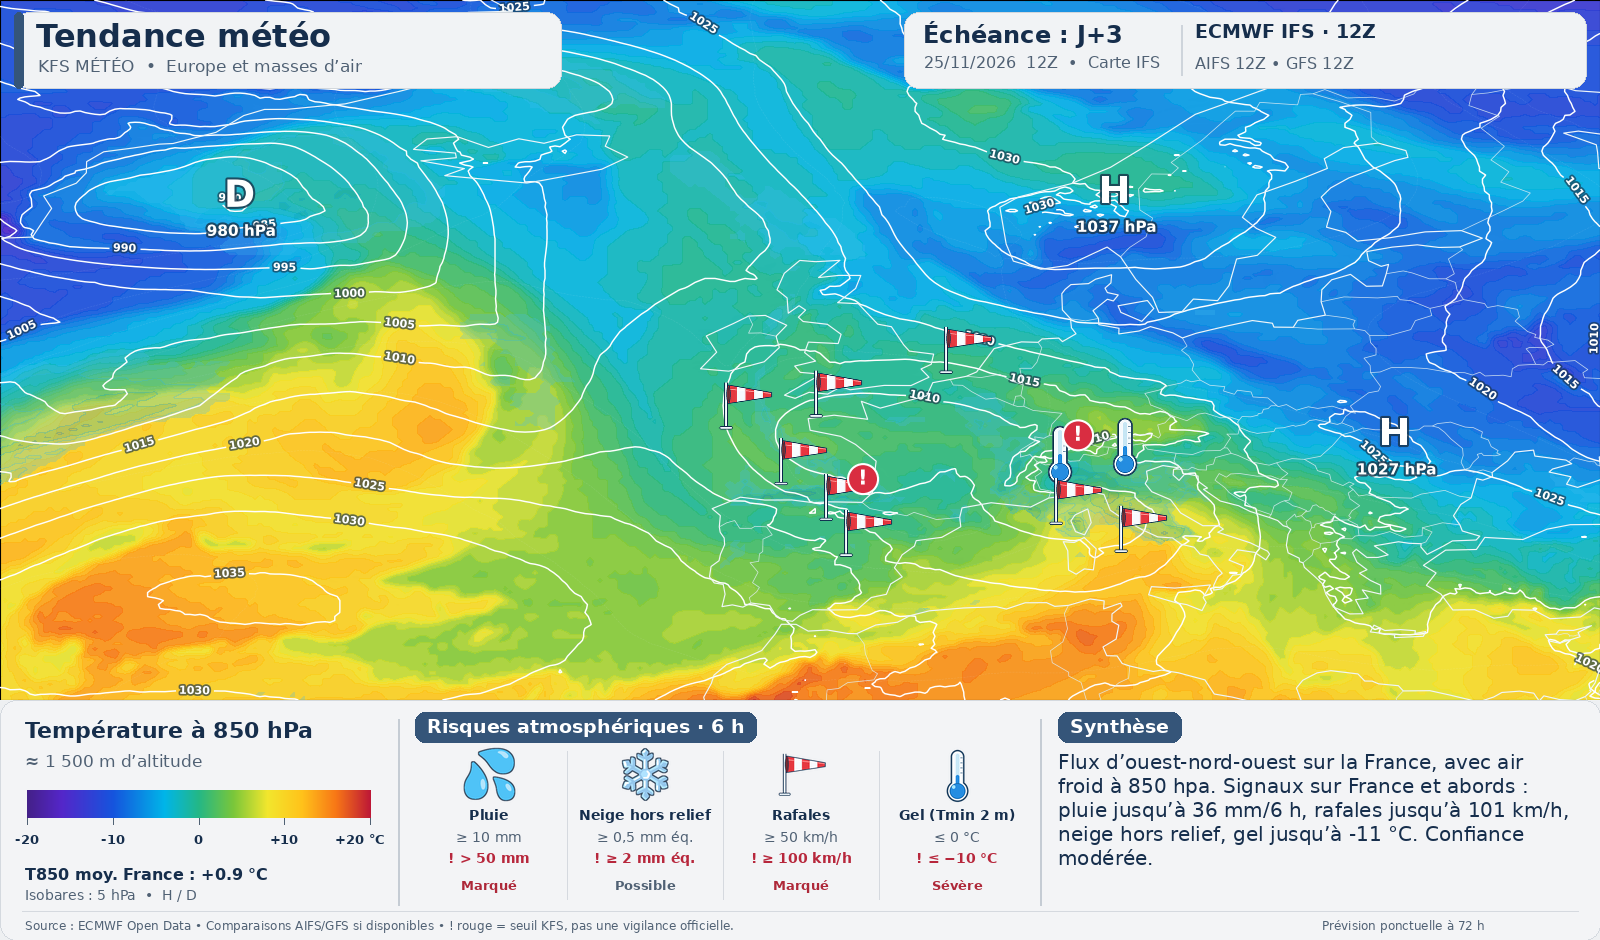 Tendance météo
KFS MÉTÉO • Europe et masses d’air
Échéance : J+3
25/11/2026 12Z • Carte IFS
ECMWF IFS · 12Z
AIFS 12Z • GFS 12Z
1025
1025
1030
1015
D
980 hPa
1030
H
1037 hPa
990
995
1000
1005
1005
1010
1010
1015
1010
1020
1015
1015
1020
1025
1030
H
1027 hPa
1025
1025
1035
1030
1020
!
!
Température à 850 hPa
≈ 1 500 m d’altitude
-20 -10 0 +10 +20 °C
T850 moy. France : +0.9 °C
Isobares : 5 hPa • H / D
Risques atmosphériques · 6 h
Pluie
≥ 10 mm
! > 50 mm
Marqué
Neige hors relief
≥ 0,5 mm éq.
! ≥ 2 mm éq.
Possible
Rafales
≥ 50 km/h
! ≥ 100 km/h
Marqué
Gel (Tmin 2 m)
≤ 0 °C
! ≤ −10 °C
Sévère
Synthèse
Flux d’ouest-nord-ouest sur la France, avec air
froid à 850 hpa. Signaux sur France et abords :
pluie jusqu’à 36 mm/6 h, rafales jusqu’à 101 km/h,
neige hors relief, gel jusqu’à -11 °C. Confiance
modérée.
Source : ECMWF Open Data • Comparaisons AIFS/GFS si disponibles • ! rouge = seuil KFS, pas une vigilance officielle.
Prévision ponctuelle à 72 h